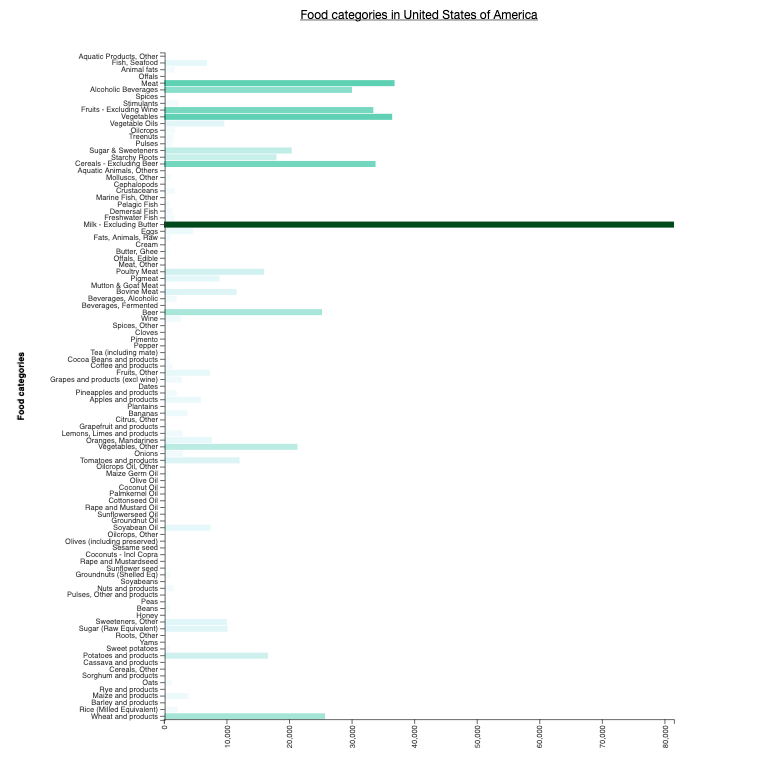 Food categories in United States of America
Food categories
Aquatic Products, Other
Fish, Seafood
Animal fats
Offals
Meat
Alcoholic Beverages
Spices
Stimulants
Fruits - Excluding Wine
Vegetables
Vegetable Oils
Oilcrops
Treenuts
Pulses
Sugar & Sweeteners
Starchy Roots
Cereals - Excluding Beer
Aquatic Animals, Others
Molluscs, Other
Cephalopods
Crustaceans
Marine Fish, Other
Pelagic Fish
Demersal Fish
Freshwater Fish
Milk - Excluding Butter
Eggs
Fats, Animals, Raw
Cream
Butter, Ghee
Offals, Edible
Meat, Other
Poultry Meat
Pigmeat
Mutton & Goat Meat
Bovine Meat
Beverages, Alcoholic
Beverages, Fermented
Beer
Wine
Spices, Other
Cloves
Pimento
Pepper
Tea (including mate)
Cocoa Beans and products
Coffee and products
Fruits, Other
Grapes and products (excl wine)
Dates
Pineapples and products
Apples and products
Plantains
Bananas
Citrus, Other
Grapefruit and products
Lemons, Limes and products
Oranges, Mandarines
Vegetables, Other
Onions
Tomatoes and products
Oilcrops Oil, Other
Maize Germ Oil
Olive Oil
Coconut Oil
Palmkernel Oil
Cottonseed Oil
Rape and Mustard Oil
Sunflowerseed Oil
Groundnut Oil
Soyabean Oil
Oilcrops, Other
Olives (including preserved)
Sesame seed
Coconuts - Incl Copra
Rape and Mustardseed
Sunflower seed
Groundnuts (Shelled Eq)
Soyabeans
Nuts and products
Pulses, Other and products
Peas
Beans
Honey
Sweeteners, Other
Sugar (Raw Equivalent)
Roots, Other
Yams
Sweet potatoes
Potatoes and products
Cassava and products
Cereals, Other
Sorghum and products
Oats
Rye and products
Maize and products
Barley and products
Rice (Milled Equivalent)
Wheat and products
0
10,000
20,000
30,000
40,000
50,000
60,000
70,000
80,000